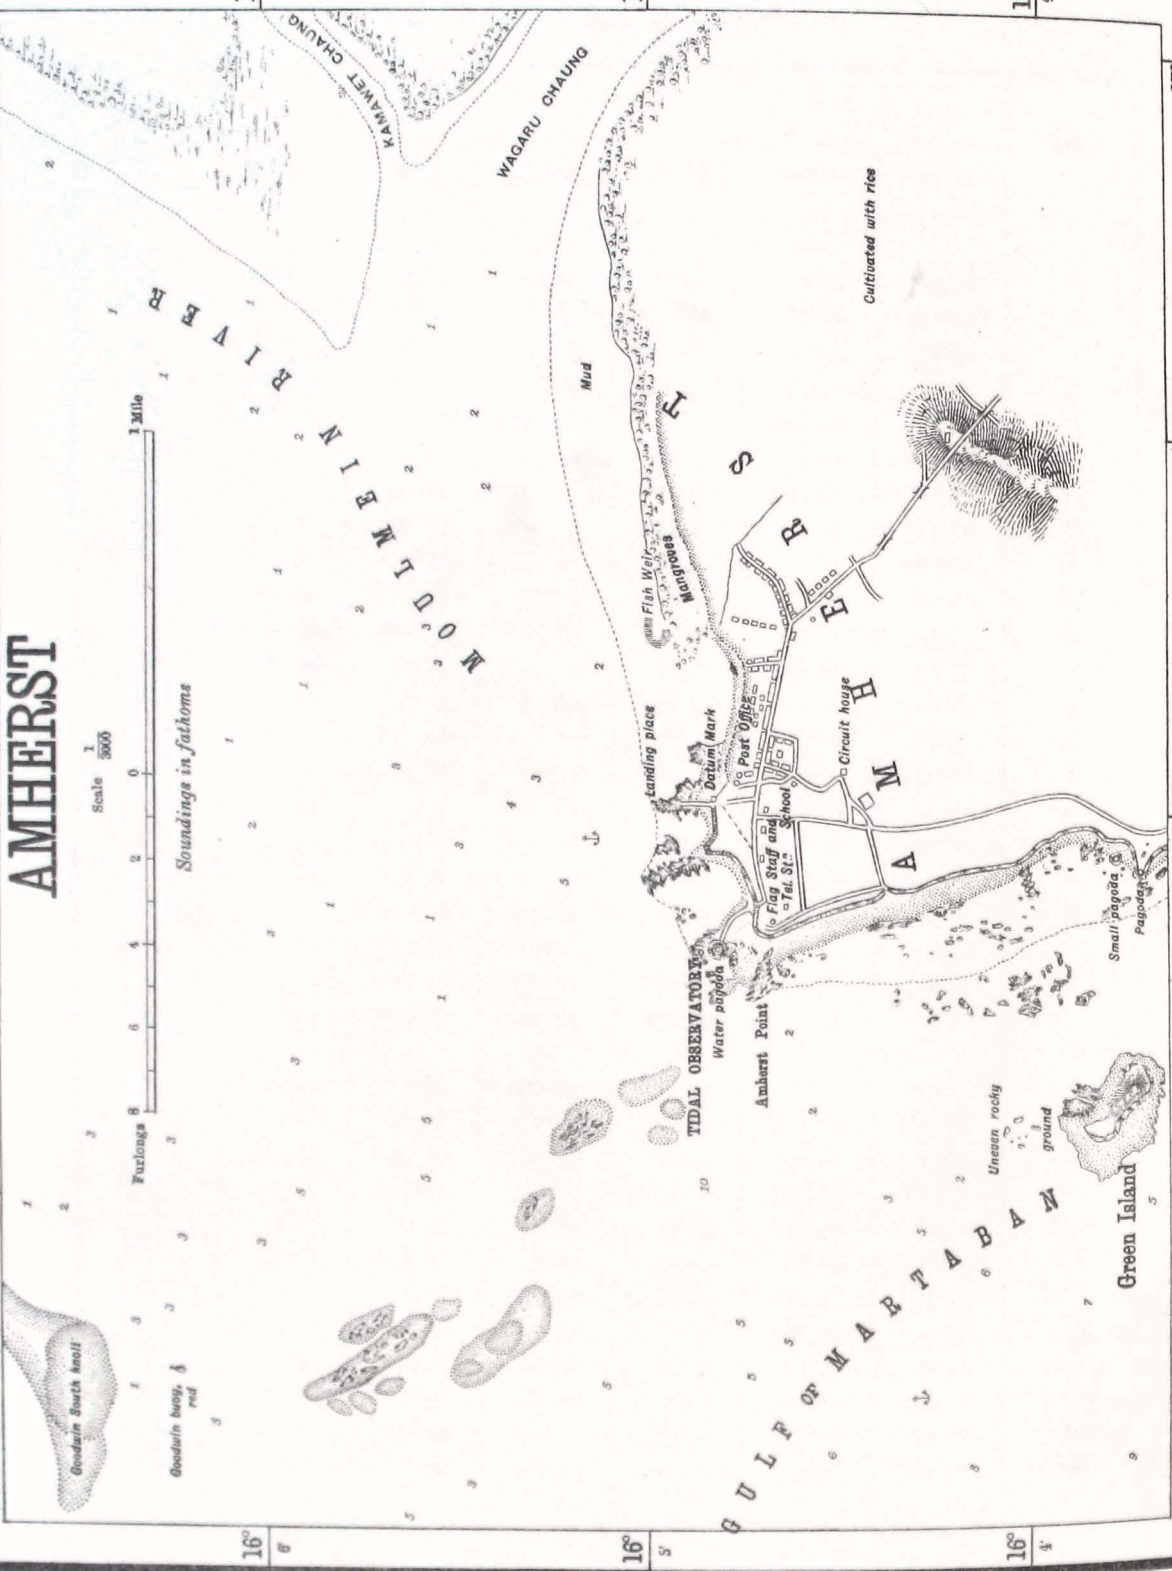 AMHERST
Scale 1/3000
Furlongs 8 6 4 2 0 1 Mile
Soundings in fathoms
KAMAWET CHAUNG
WAGARU CHAUNG
MOULMEIN RIVER
Goodwin South knoll
Goodwin buoy,
red
Mud
Fish Weir
Mangroves
Landing place
Datum Mark
Post Office
Flag Staff and
Tel. Stn.
School
Circuit house
AMHERST
Cultivated with rice
TIDAL OBSERVATORY
Water pagoda
Amherst Point
Small pagoda
Pagoda
Uneven rocky
ground
Green Island
GULF OF MARTABAN
16° 6'
16° 5'
16° 4'